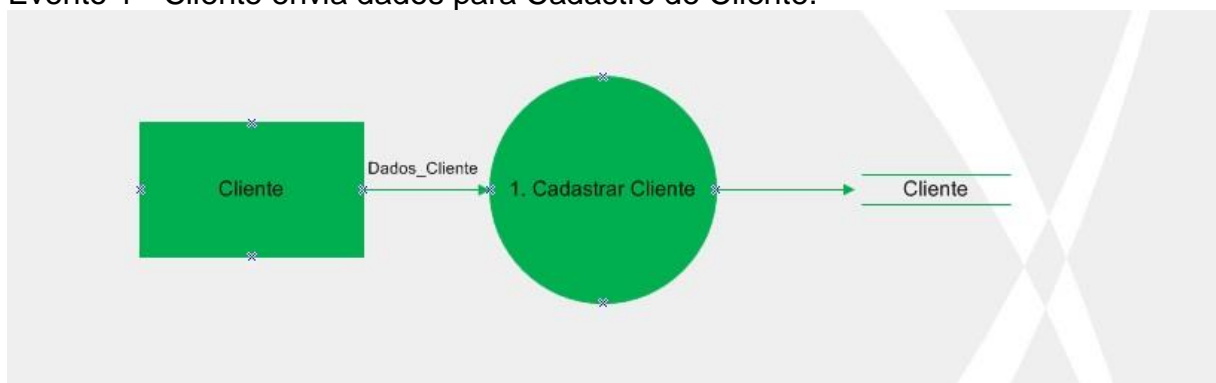 Evento 1 - Cliente envia dados para Cadastro do Cliente.
Dados_Cliente
Cliente
1. Cadastrar Cliente
Cliente